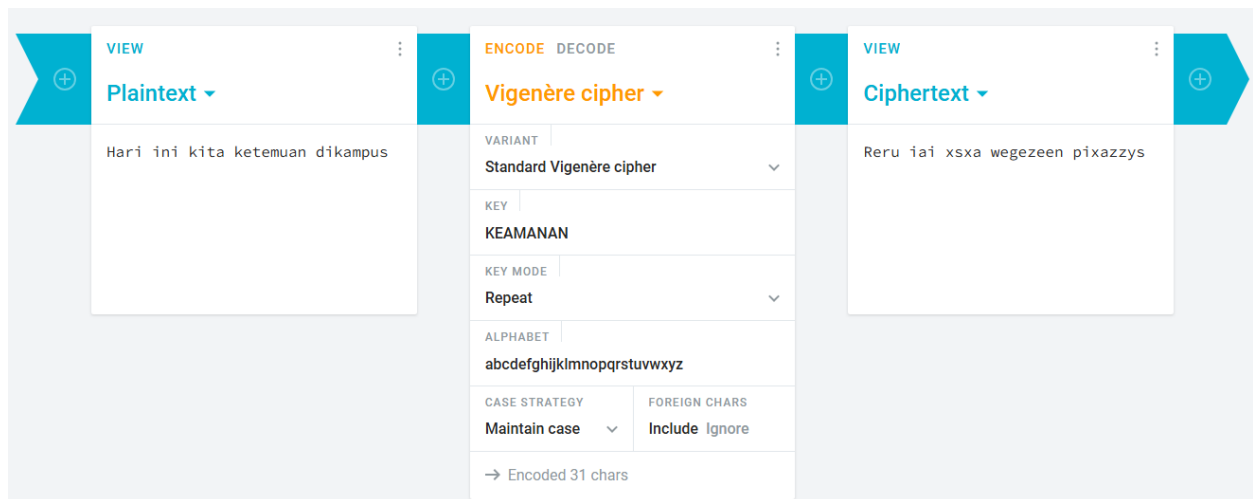 VIEW
Plaintext
Hari ini kita ketemuan dikampus
ENCODE DECODE
Vigenère cipher
VARIANT
Standard Vigenère cipher
KEY
KEAMANAN
KEY MODE
Repeat
ALPHABET
abcdefghijklmnopqrstuvwxyz
CASE STRATEGY
Maintain case
FOREIGN CHARS
Include Ignore
→ Encoded 31 chars
VIEW
Ciphertext
Reru iai xsxa wegezeen pixazzys